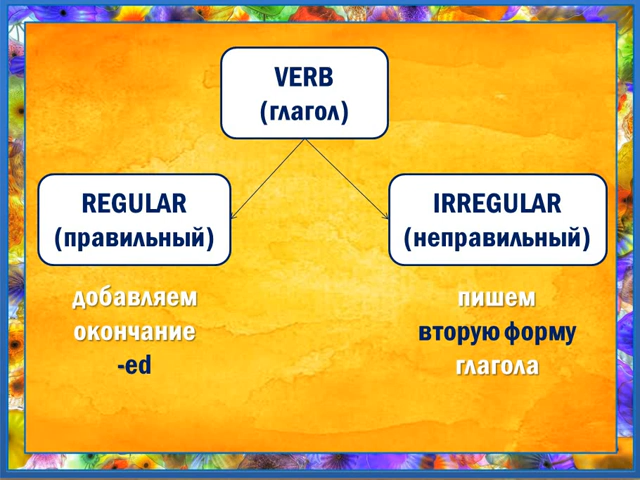 VERB
(глагол)
REGULAR
(правильный)
IRREGULAR
(неправильный)
добавляем
окончание
-ed
пишем
вторую форму
глагола